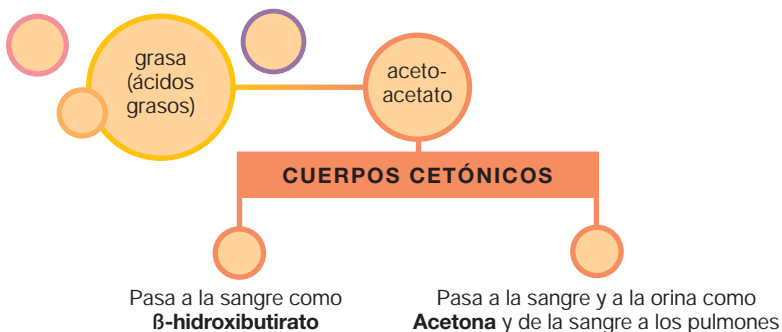 grasa
(ácidos
grasos)
aceto-
acetato
CUERPOS CETÓNICOS
Pasa a la sangre como
ß-hidroxibutirato
Pasa a la sangre y a la orina como
Acetona y de la sangre a los pulmones